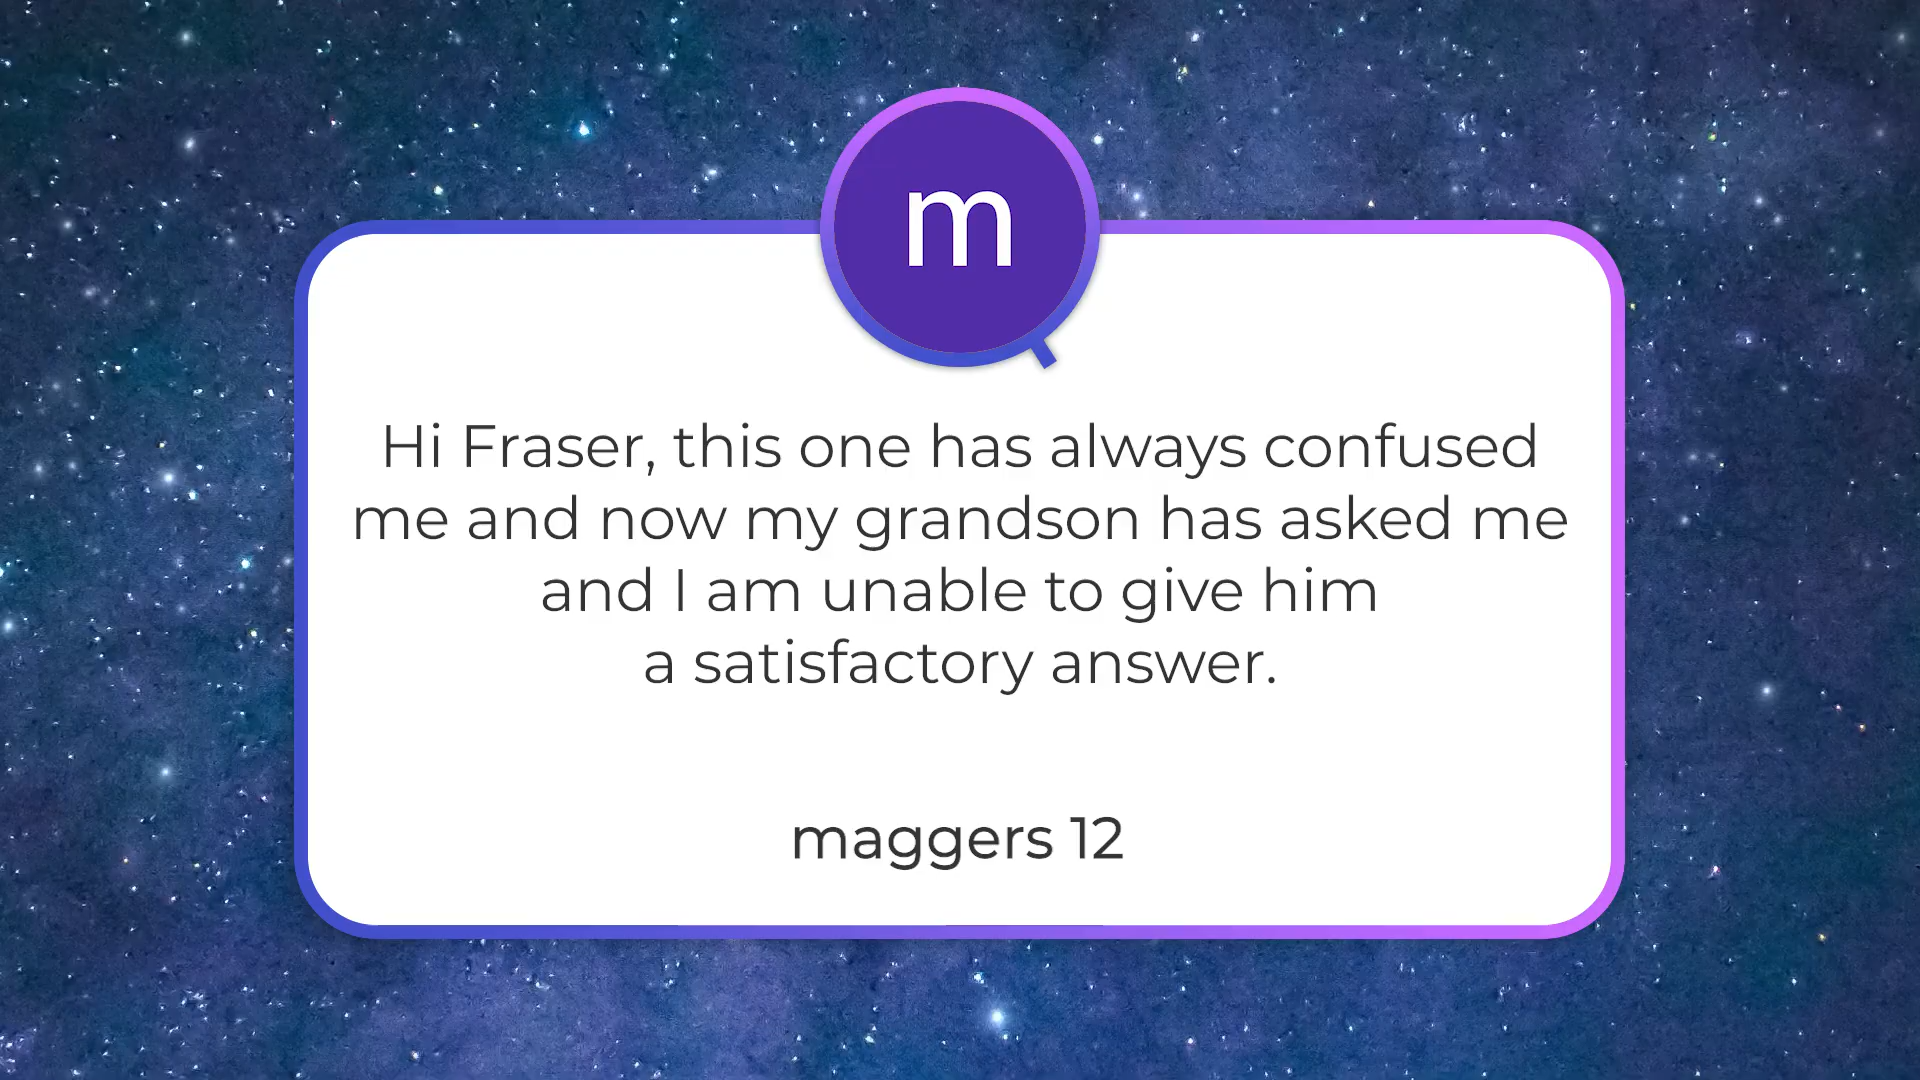 m
Hi Fraser, this one has always confused
me and now my grandson has asked me
and I am unable to give him
a satisfactory answer.
maggers 12